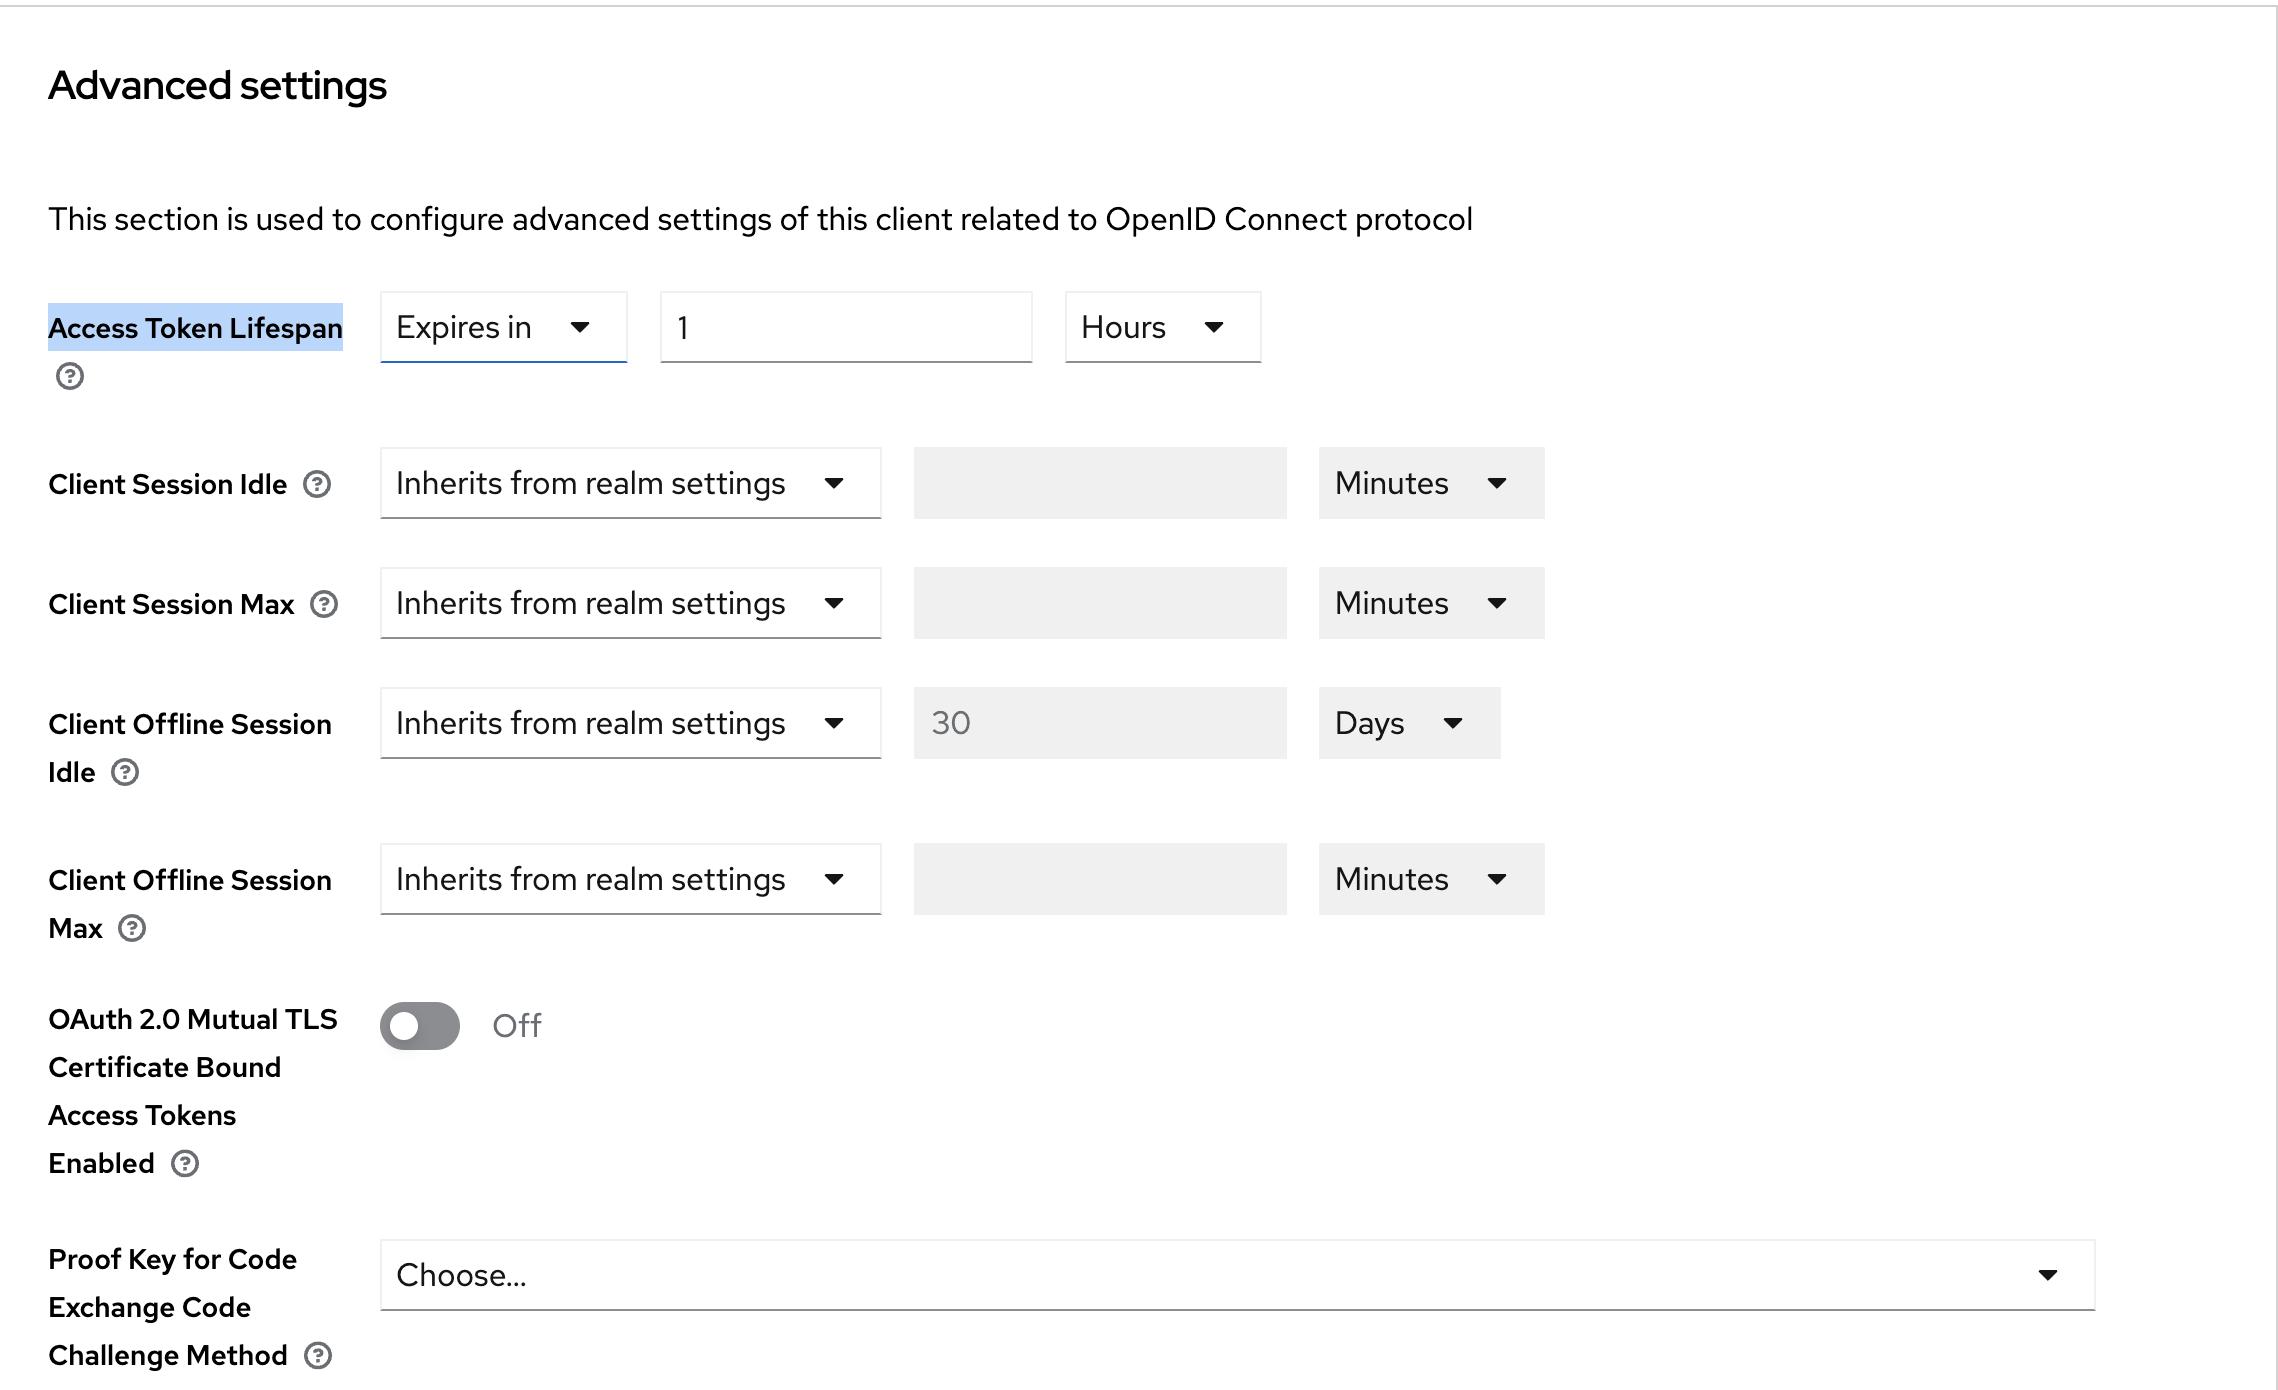 Advanced settings
This section is used to configure advanced settings of this client related to OpenID Connect protocol
Access Token Lifespan Expires in 1 Hours
Client Session Idle Inherits from realm settings Minutes
Client Session Max Inherits from realm settings Minutes
Client Offline Session Inherits from realm settings 30 Days
Idle
Client Offline Session Inherits from realm settings Minutes
Max
OAuth 2.0 Mutual TLS Off
Certificate Bound
Access Tokens
Enabled
Proof Key for Code Choose...
Exchange Code
Challenge Method